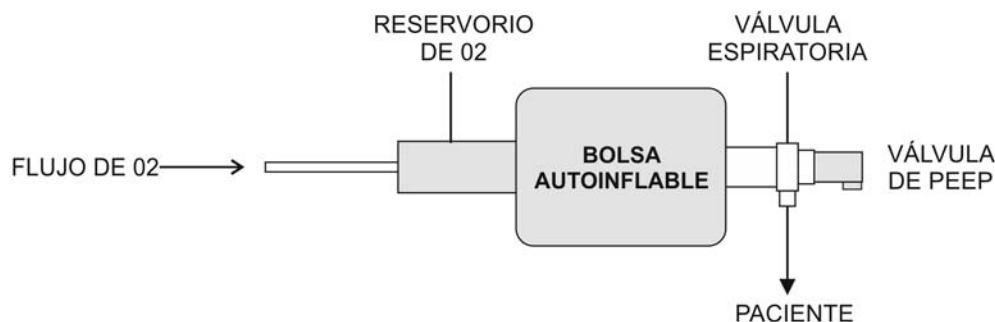 RESERVORIO
DE 02
VÁLVULA
ESPIRATORIA
FLUJO DE 02
BOLSA
AUTOINFLABLE
VÁLVULA
DE PEEP
PACIENTE